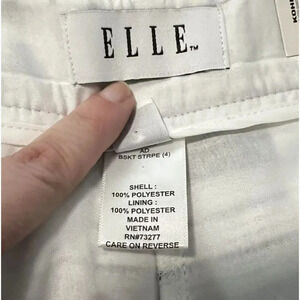 ELLE™
KOHL
AD
BSKT STRPE (4)
SHELL :
100% POLYESTER
LINING :
100% POLYESTER
MADE IN
VIETNAM
RN#73277
CARE ON REVERSE